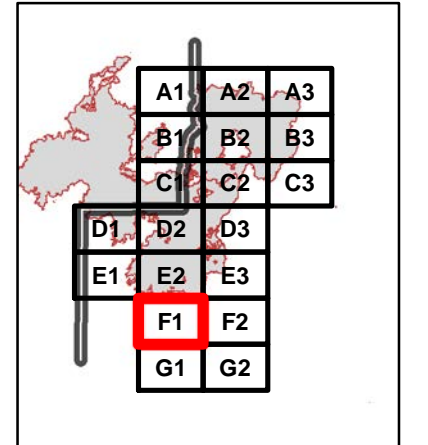 A1 A2 A3
B1 B2 B3
C1 C2 C3
D1 D2 D3
E1 E2 E3
F1 F2
G1 G2